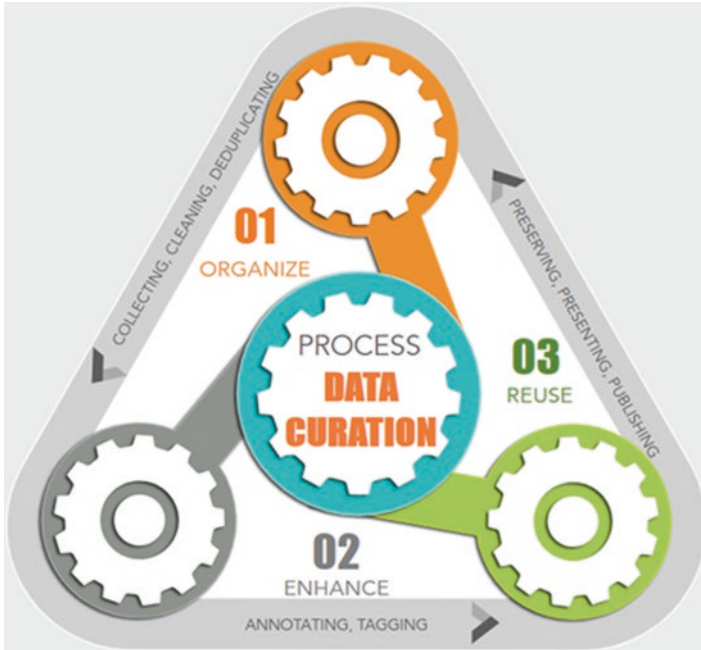 COLLECTING, CLEANING, DEDUPLICATING
01
ORGANIZE
PROCESS
DATA
CURATION
02
ENHANCE
ANNOTATING, TAGGING
03
REUSE
PRESERVING, PRESENTING, PUBLISHING